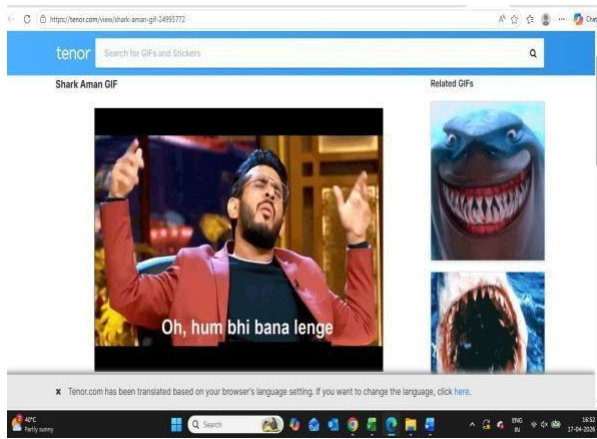 https://tenor.com/view/shark-aman-gif-24993772
tenor
Search for GIFs and Stickers
Shark Aman GIF
Related GIFs
Oh, hum bhi bana lenge
x Tenor.com has been translated based on your browser's language setting. If you want to change the language, click here.
40°C
Partly sunny
Search
ENG
IN
16:52
17-04-2026